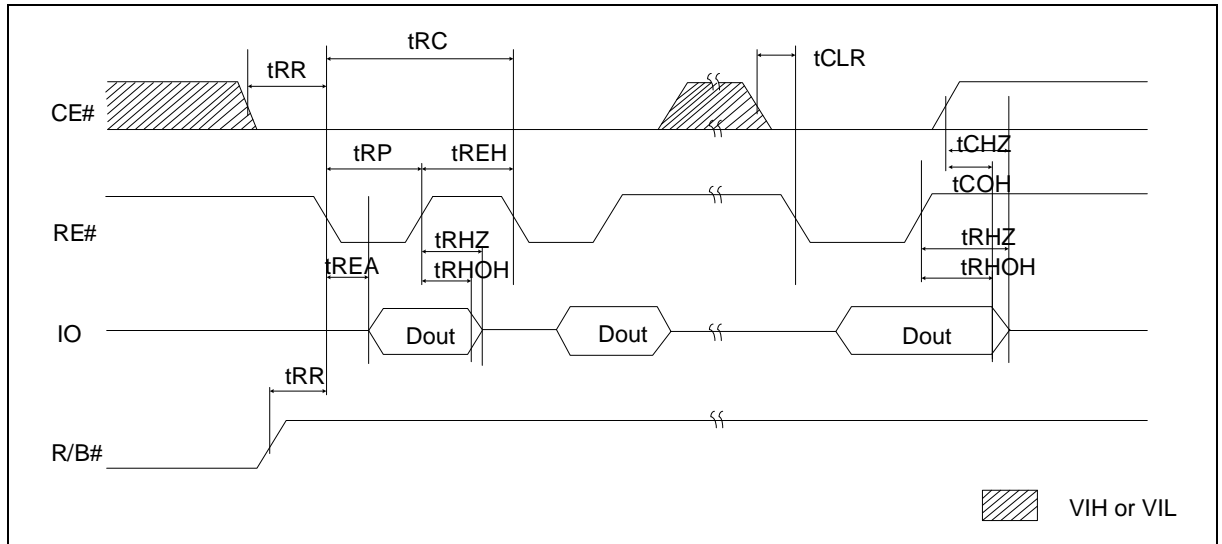 tRC
tCLR
tRR
CE#
tCHZ
tRP
tREH
tCOH
RE#
tRHZ
tRHZ
tREA
tRHOH
tRHOH
IO
Dout
Dout
Dout
tRR
R/B#
VIH or VIL